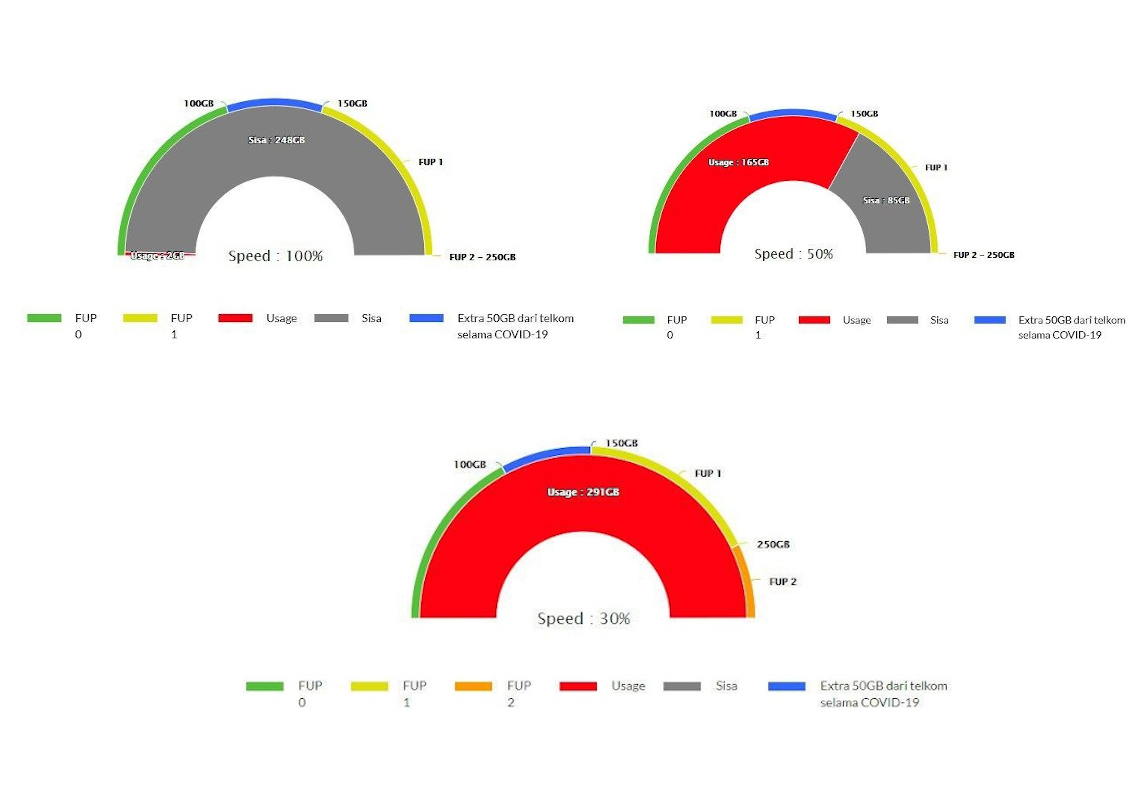 100GB
150GB
Sisa : 248GB
FUP 1
Usage : 2GB
Speed : 100%
FUP 2 - 250GB
FUP 0
FUP 1
Usage
Sisa
Extra 50GB dari telkom
selama COVID-19
100GB
150GB
Usage : 165GB
FUP 1
Sisa : 85GB
Speed : 50%
FUP 2 - 250GB
FUP 0
FUP 1
Usage
Sisa
Extra 50GB dari telkom
selama COVID-19
150GB
100GB
FUP 1
Usage : 291GB
250GB
FUP 2
Speed : 30%
FUP 0
FUP 1
FUP 2
Usage
Sisa
Extra 50GB dari telkom
selama COVID-19